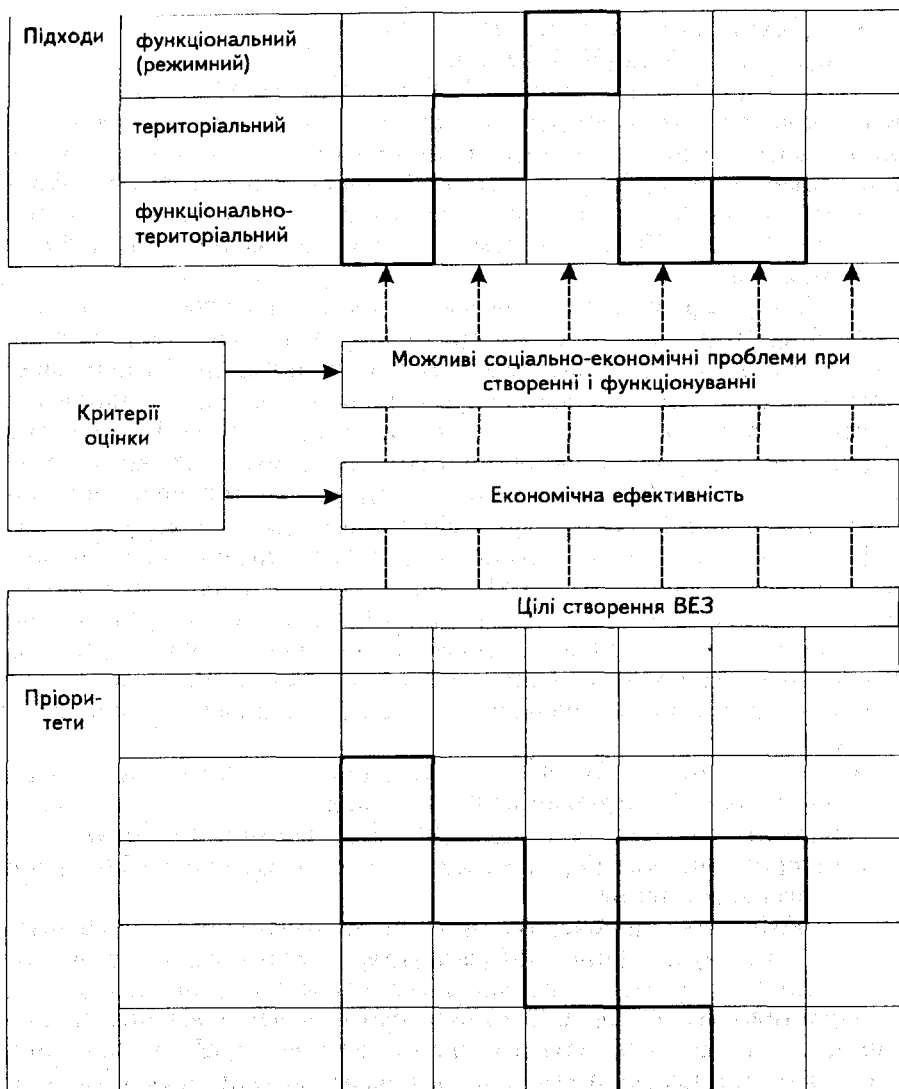 Підходи
функціональний
(режимний)
територіальний
функціонально-
територіальний
Критерії
оцінки
Можливі соціально-економічні проблеми при
створенні і функціонуванні
Економічна ефективність
Цілі створення ВЕЗ
Пріори-
тети